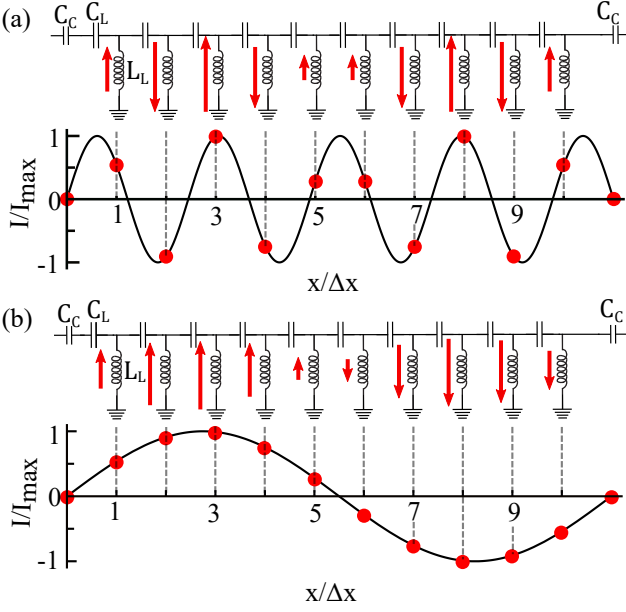 (a)
C_C C_L C_C
L_L
I/I_max
1
0
-1
1 3 5 7 9
x/Δx
(b)
C_C C_L C_C
L_L
I/I_max
1
0
-1
1 3 5 7 9
x/Δx